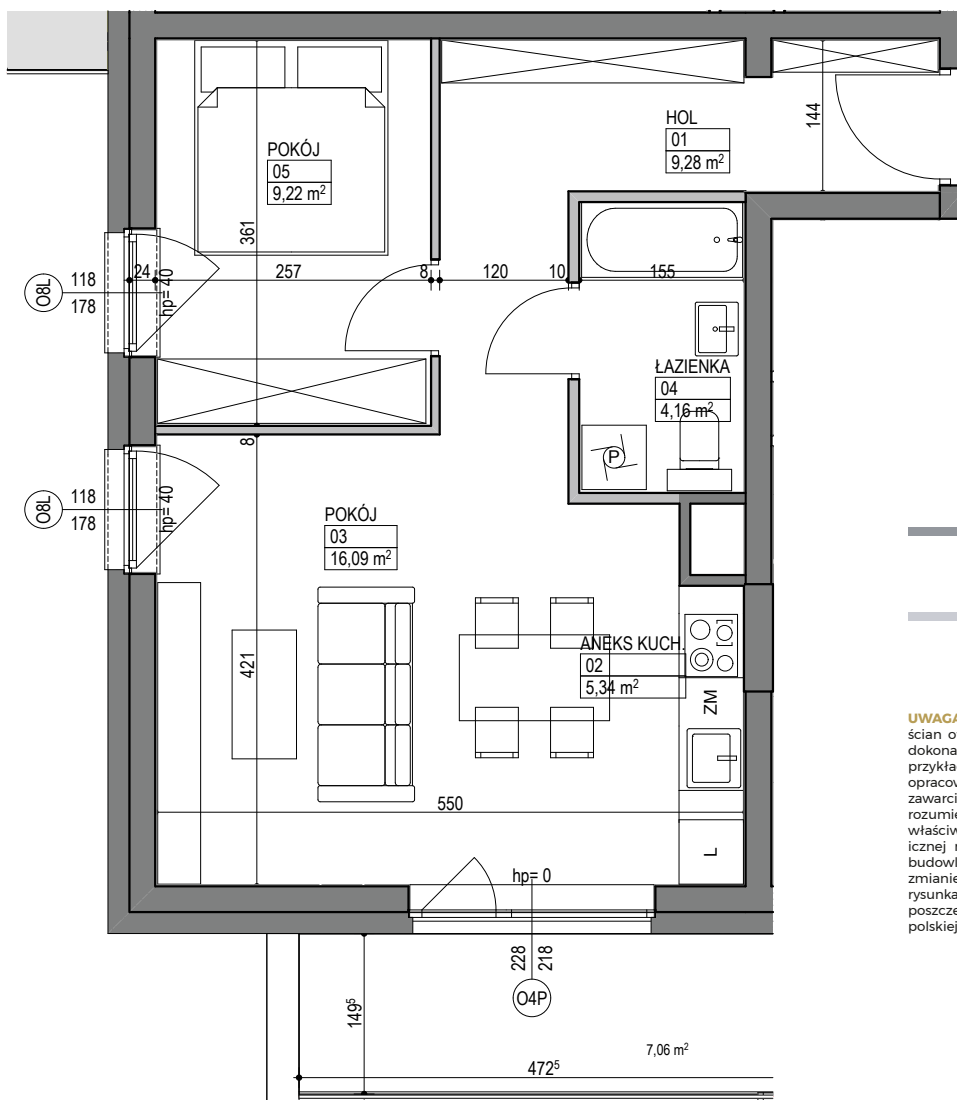 HOL
01
9,28 m²
144
POKÓJ
05
9,22 m²
361
O8L
118
178
hp= 40
24
257
8
120
10
155
ŁAZIENKA
04
4,16 m²
P
8
O8L
118
178
hp= 40
POKÓJ
03
16,09 m²
421
ANEKS KUCH.
02
5,34 m²
ZM
550
L
hp= 0
228
218
O4P
149⁵
7,06 m²
472⁵
UWAGA
ścian o
dokona
przykła
opracov
zawarci
rozumie
właściw
icznej r
budowl
zmianie
rysunka
poszcze
polskiej